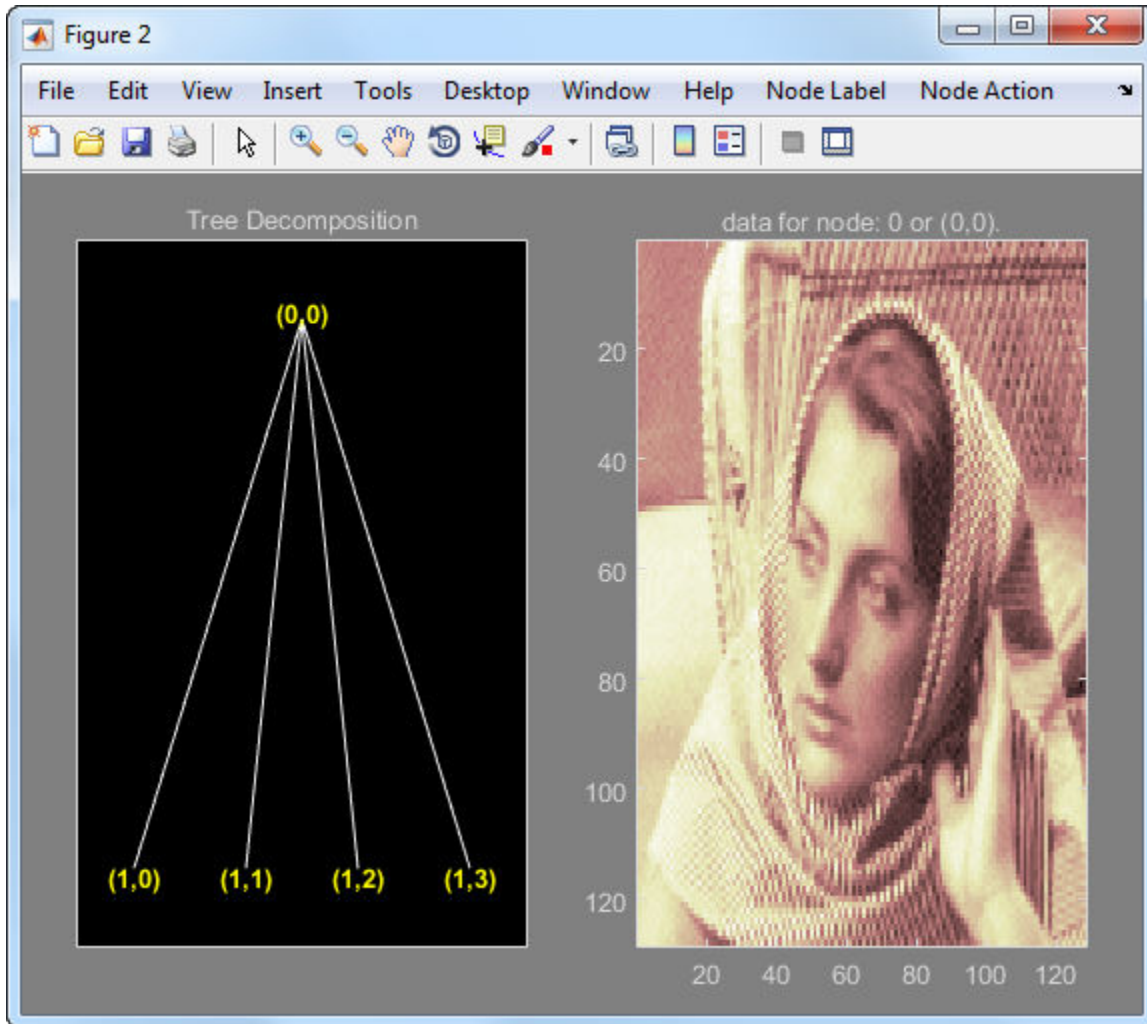 Figure 2
File Edit View Insert Tools Desktop Window Help Node Label Node Action
Tree Decomposition
(0,0)
(1,0) (1,1) (1,2) (1,3)
data for node: 0 or (0,0).
20
40
60
80
100
120
20 40 60 80 100 120